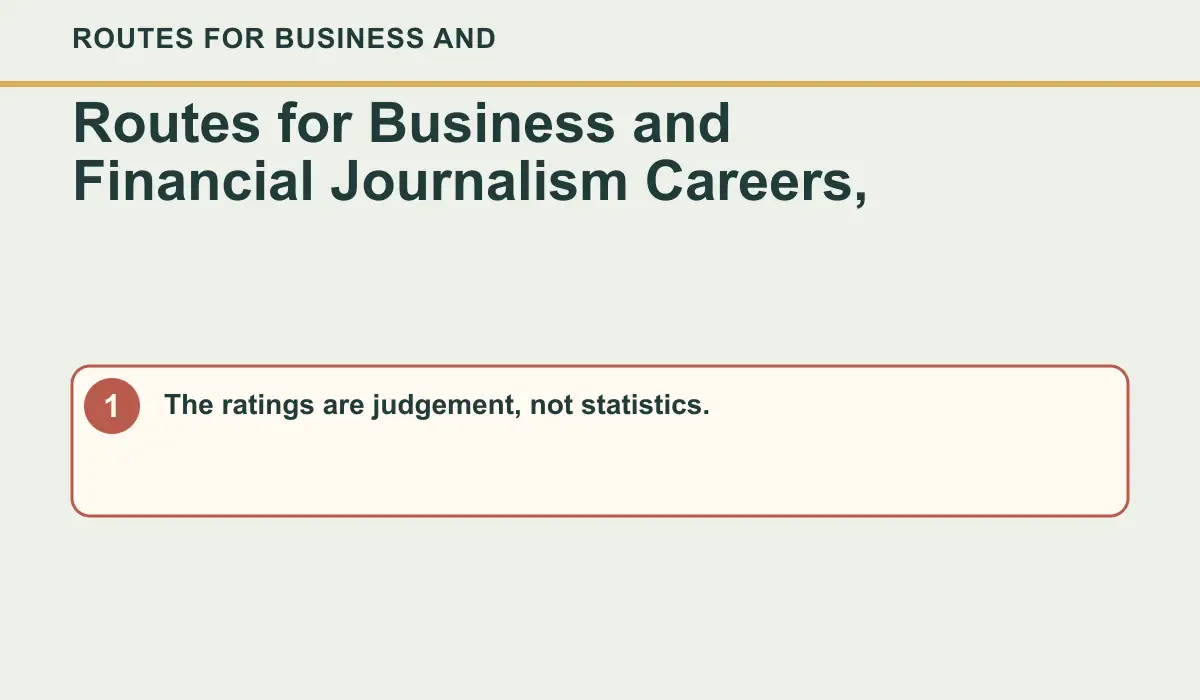 ROUTES FOR BUSINESS AND
Routes for Business and
Financial Journalism Careers,
1
The ratings are judgement, not statistics.